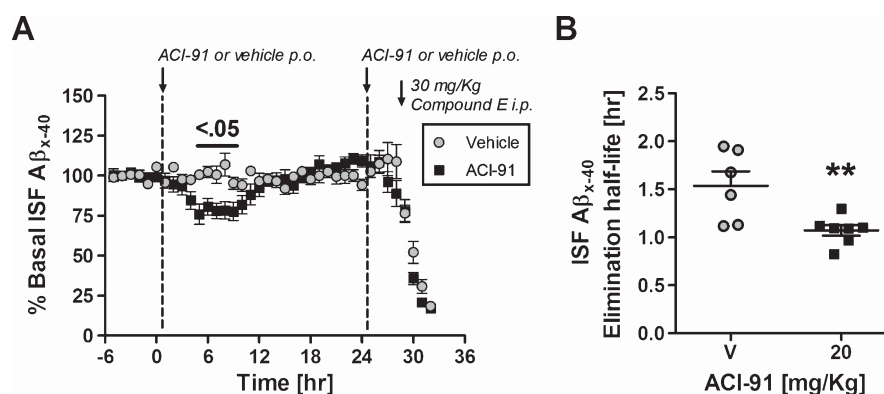 A
B
ACI-91 or vehicle p.o.
ACI-91 or vehicle p.o.
30 mg/Kg
Compound E i.p.
<.05
Vehicle
ACI-91
% Basal ISF Aβx-40
150
125
100
75
50
25
0
-6 0 6 12 18 24 30 36
Time [hr]
ISF Aβx-40
Elimination half-life [hr]
2.5
2.0
1.5
1.0
0.5
0.0
**
V 20
ACI-91 [mg/Kg]